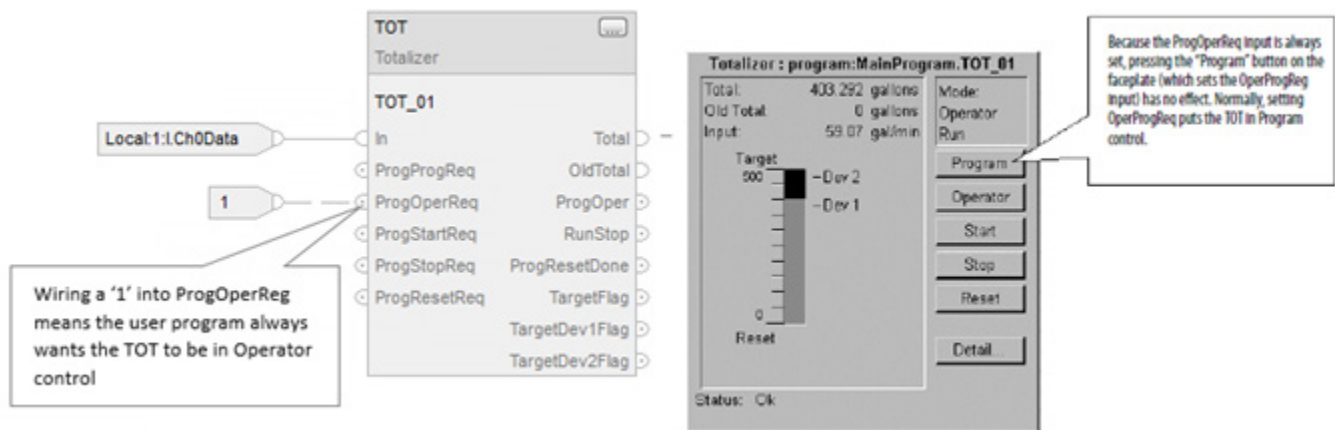 TOT
Totalizer
TOT_01
Local:1:I.Ch0Data
In
Total
ProgProgReq
OldTotal
1
ProgOperReq
ProgOper
ProgStartReq
RunStop
ProgStopReq
ProgResetDone
ProgResetReq
TargetFlag
TargetDev1Flag
TargetDev2Flag
Wiring a ‘1’ into ProgOperReg
means the user program always
wants the TOT to be in Operator
control
Totalizer : program:MainProgram.TOT_01
Total: 403.292 gallons
Old Total: 0 gallons
Input: 59.07 gal/min
Mode:
Operator
Run
Target
500
Dev 2
Dev 1
0
Reset
Program
Operator
Start
Stop
Reset
Detail...
Status: Ok
Because the ProgOperReq input is always
set, pressing the "Program" button on the
faceplate (which sets the OperProgReg
input) has no effect. Normally, setting
OperProgReq puts the TOT in Program
control.